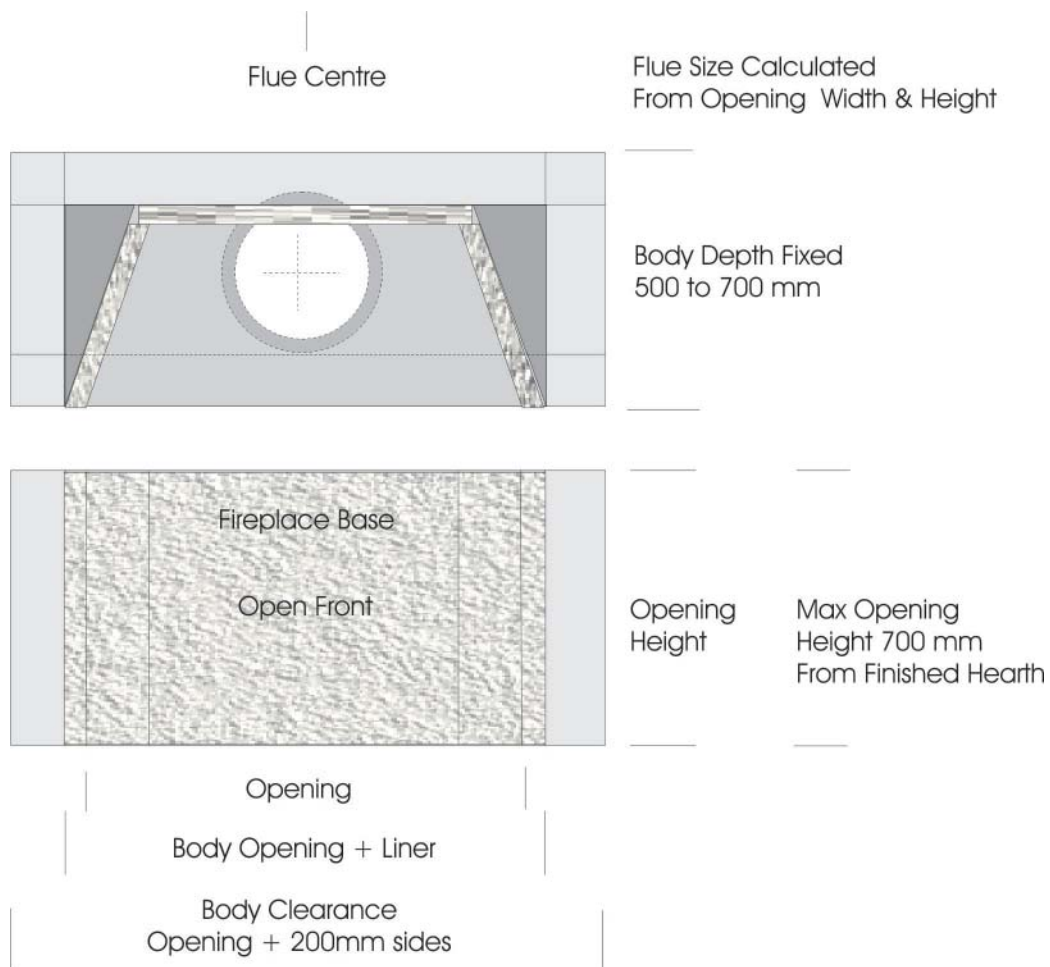 Flue Centre
Flue Size Calculated
From Opening Width & Height
Body Depth Fixed
500 to 700 mm
Fireplace Base
Open Front
Opening
Height
Max Opening
Height 700 mm
From Finished Hearth
Opening
Body Opening + Liner
Body Clearance
Opening + 200mm sides